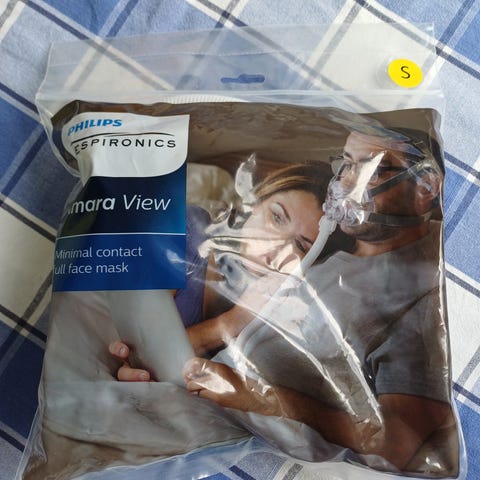 S
PHILIPS
ESPIRONICS
mara View
Minimal contact
ull face mask